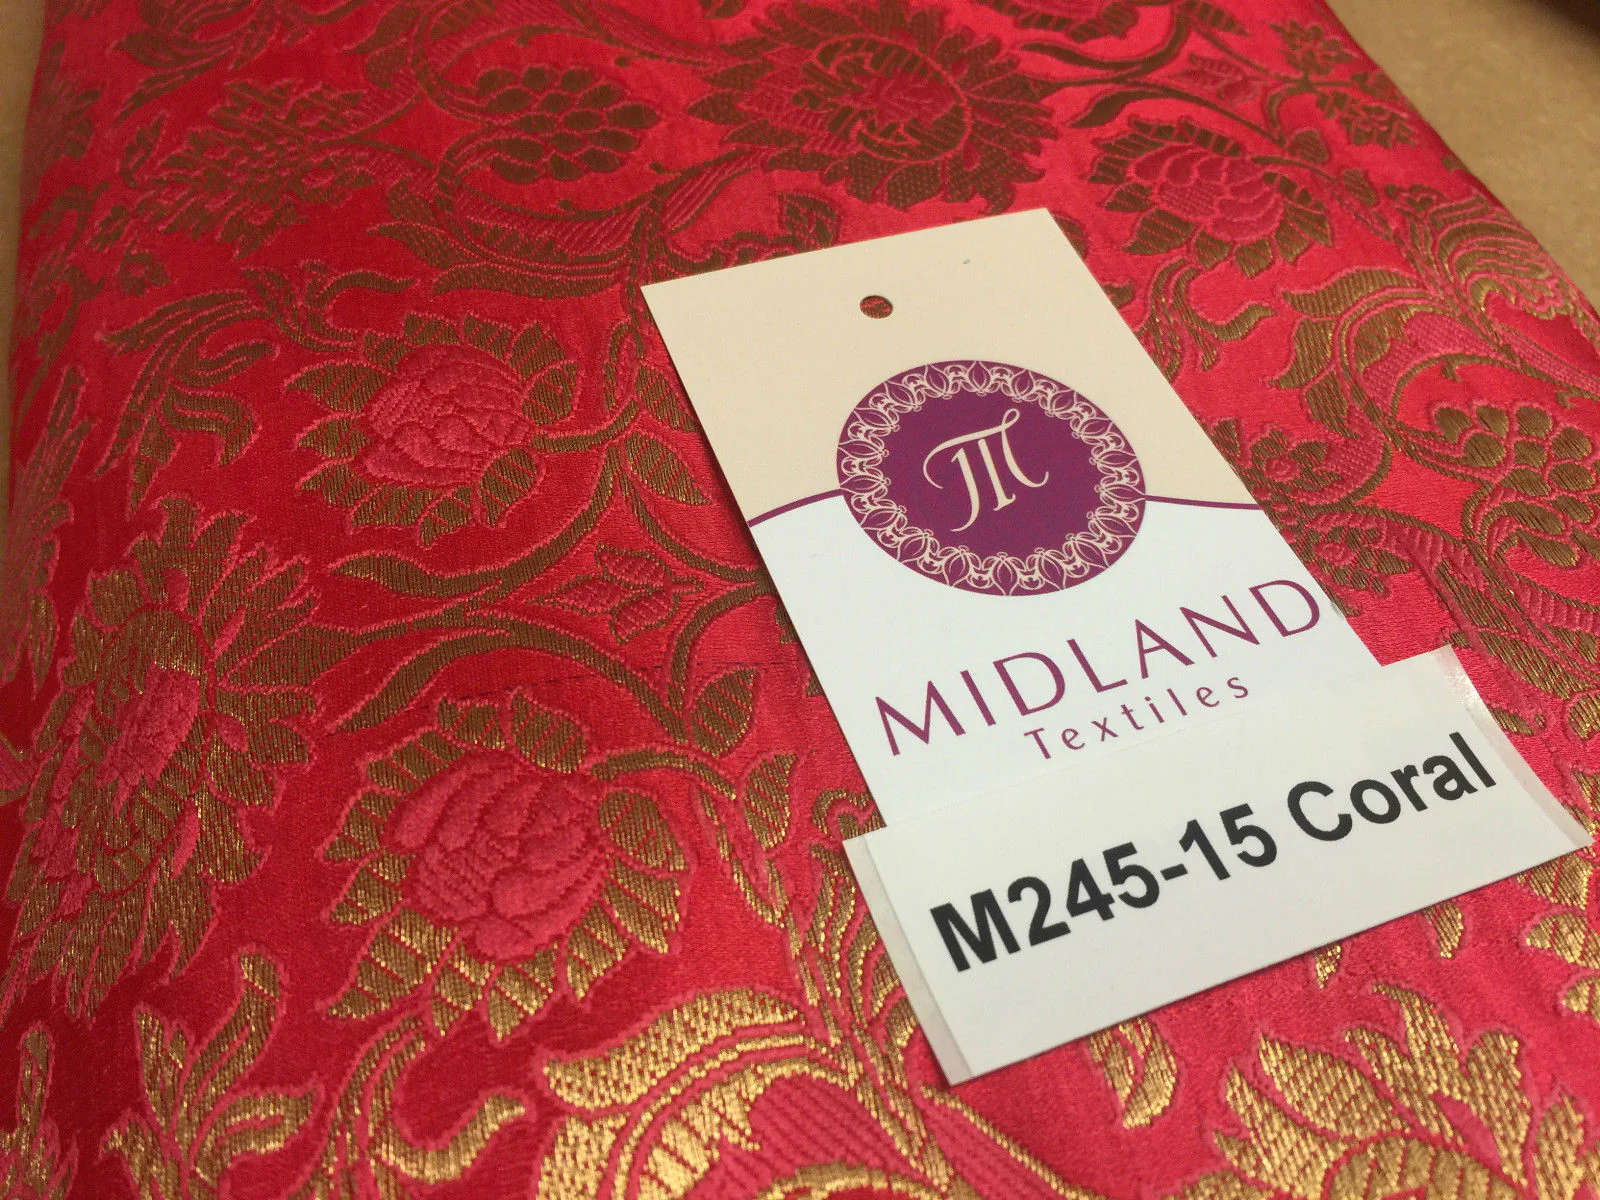 MIDLAND
Textiles
M245-15 Coral